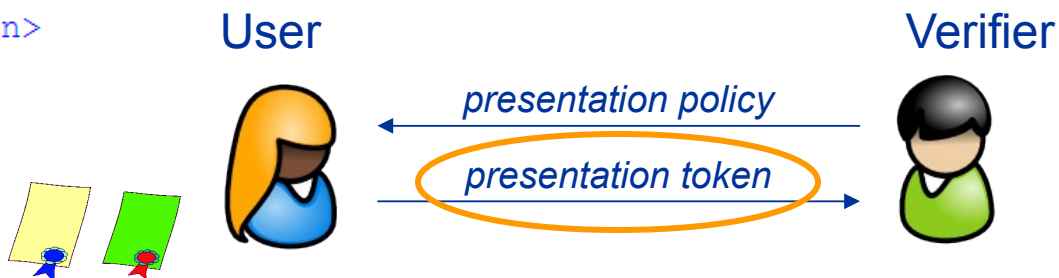 n>
User
Verifier
presentation policy
presentation token